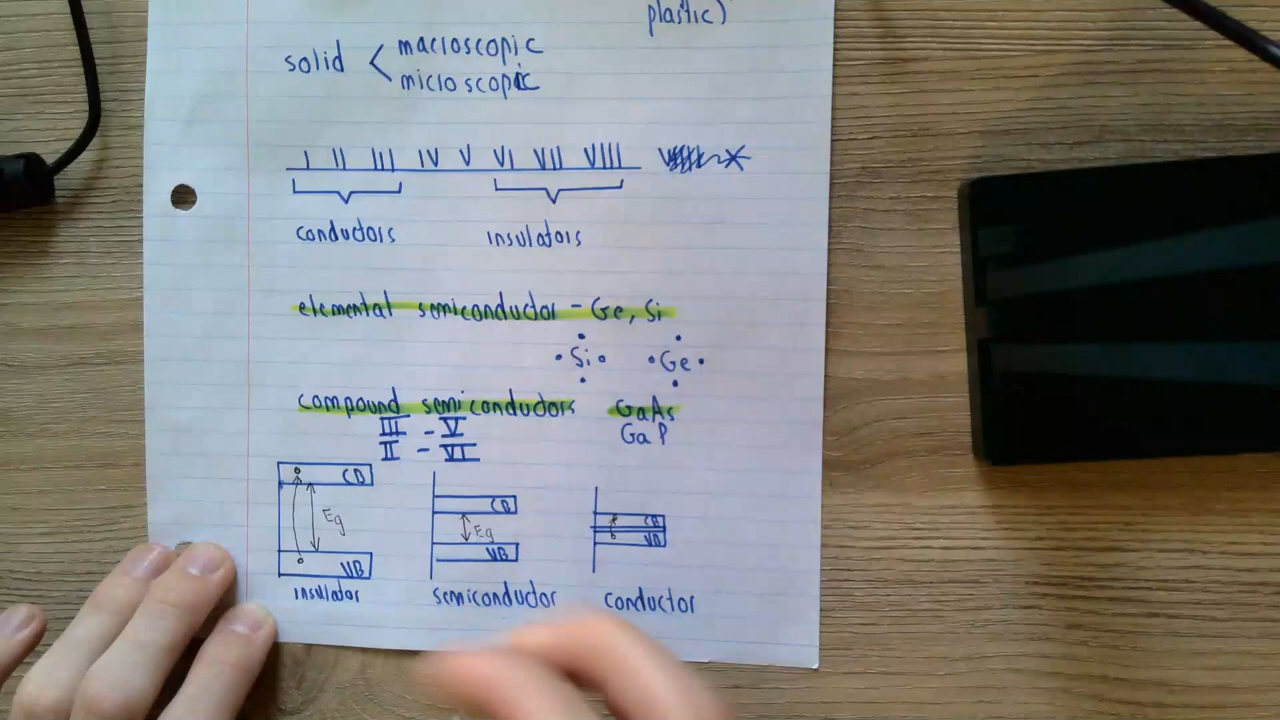 plastic)
solid < macroscopic
microscopic
I II III IV V VI VII VIII
conductors insulators
elemental semiconductor - Ge, Si
Si Ge
compound semiconductors GaAs
III - V GaP
II - VI
CB CB CB
Eg Eg
VB VB VB
insulator semiconductor conductor